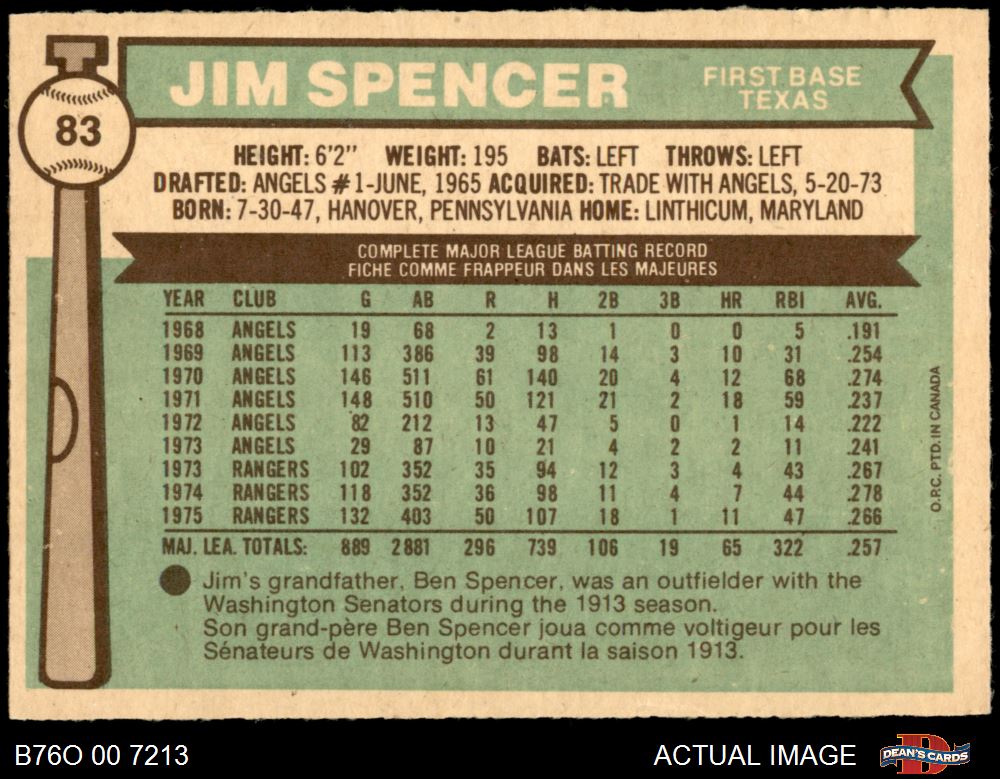 83
JIM SPENCER FIRST BASE
TEXAS
HEIGHT: 6'2" WEIGHT: 195 BATS: LEFT THROWS: LEFT
DRAFTED: ANGELS #1-JUNE, 1965 ACQUIRED: TRADE WITH ANGELS, 5-20-73
BORN: 7-30-47, HANOVER, PENNSYLVANIA HOME: LINTHICUM, MARYLAND
COMPLETE MAJOR LEAGUE BATTING RECORD
FICHE COMME FRAPPEUR DANS LES MAJEURES
YEAR CLUB G AB R H 2B 3B HR RBI AVG.
1968 ANGELS 19 68 2 13 1 0 0 5 .191
1969 ANGELS 113 386 39 98 14 3 10 31 .254
1970 ANGELS 146 511 61 140 20 4 12 68 .274
1971 ANGELS 148 510 50 121 21 2 18 59 .237
1972 ANGELS 82 212 13 47 5 0 1 14 .222
1973 ANGELS 29 87 10 21 4 2 2 11 .241
1973 RANGERS 102 352 35 94 12 3 4 43 .267
1974 RANGERS 118 352 36 98 11 4 7 44 .278
1975 RANGERS 132 403 50 107 18 1 11 47 .266
MAJ. LEA. TOTALS: 889 2881 296 739 106 19 65 322 .257
Jim's grandfather, Ben Spencer, was an outfielder with the
Washington Senators during the 1913 season.
Son grand-père Ben Spencer joua comme voltigeur pour les
Sénateurs de Washington durant la saison 1913.
O.P.C. PTD. IN CANADA
B76O 00 7213 ACTUAL IMAGE DEAN'S CARDS